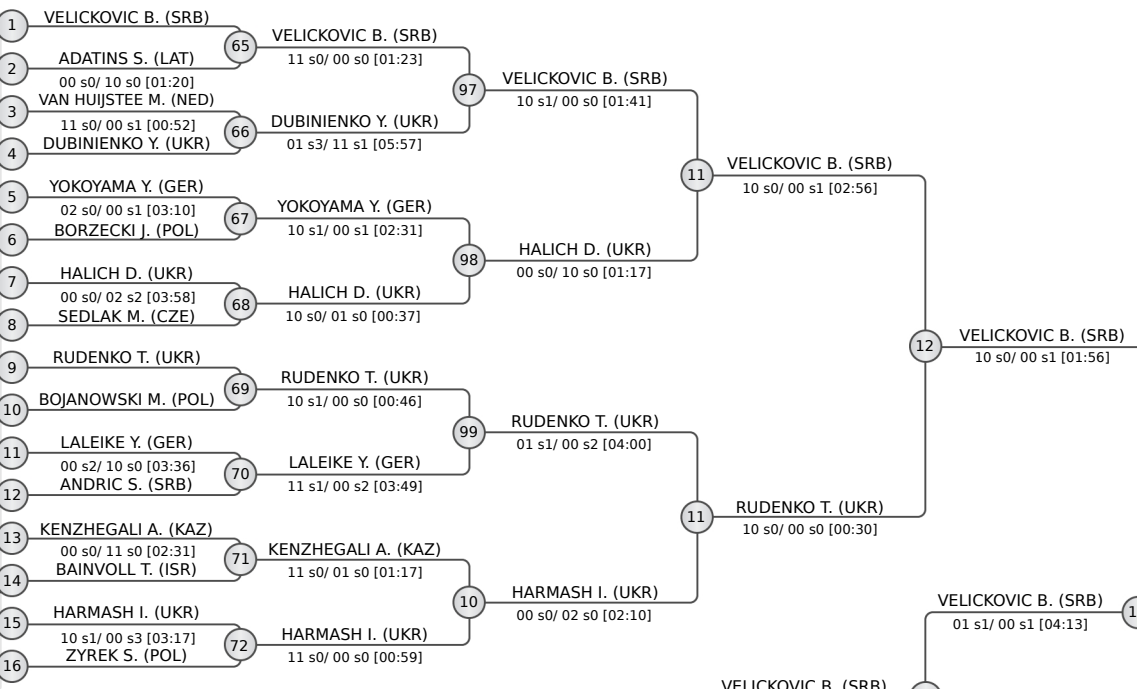 1
VELICKOVIC B. (SRB)
2
ADATINS S. (LAT)
00 s0/ 10 s0 [01:20]
3
VAN HUIJSTEE M. (NED)
11 s0/ 00 s1 [00:52]
4
DUBINIENKO Y. (UKR)
5
YOKOYAMA Y. (GER)
02 s0/ 00 s1 [03:10]
6
BORZECKI J. (POL)
7
HALICH D. (UKR)
00 s0/ 02 s2 [03:58]
8
SEDLAK M. (CZE)
9
RUDENKO T. (UKR)
10
BOJANOWSKI M. (POL)
11
LALEIKE Y. (GER)
00 s2/ 10 s0 [03:36]
12
ANDRIC S. (SRB)
13
KENZHEGALI A. (KAZ)
00 s0/ 11 s0 [02:31]
14
BAINVOLL T. (ISR)
15
HARMASH I. (UKR)
10 s1/ 00 s3 [03:17]
16
ZYREK S. (POL)
65
VELICKOVIC B. (SRB)
11 s0/ 00 s0 [01:23]
66
DUBINIENKO Y. (UKR)
01 s3/ 11 s1 [05:57]
67
YOKOYAMA Y. (GER)
10 s1/ 00 s1 [02:31]
68
HALICH D. (UKR)
10 s0/ 01 s0 [00:37]
69
RUDENKO T. (UKR)
10 s1/ 00 s0 [00:46]
70
LALEIKE Y. (GER)
11 s1/ 00 s2 [03:49]
71
KENZHEGALI A. (KAZ)
11 s0/ 01 s0 [01:17]
72
HARMASH I. (UKR)
11 s0/ 00 s0 [00:59]
97
VELICKOVIC B. (SRB)
10 s1/ 00 s0 [01:41]
98
HALICH D. (UKR)
00 s0/ 10 s0 [01:17]
99
RUDENKO T. (UKR)
01 s1/ 00 s2 [04:00]
10
HARMASH I. (UKR)
00 s0/ 02 s0 [02:10]
11
VELICKOVIC B. (SRB)
10 s0/ 00 s1 [02:56]
11
RUDENKO T. (UKR)
10 s0/ 00 s0 [00:30]
12
VELICKOVIC B. (SRB)
10 s0/ 00 s1 [01:56]
VELICKOVIC B. (SRB)
01 s1/ 00 s1 [04:13]
1
VELICKOVIC B. (SRB)